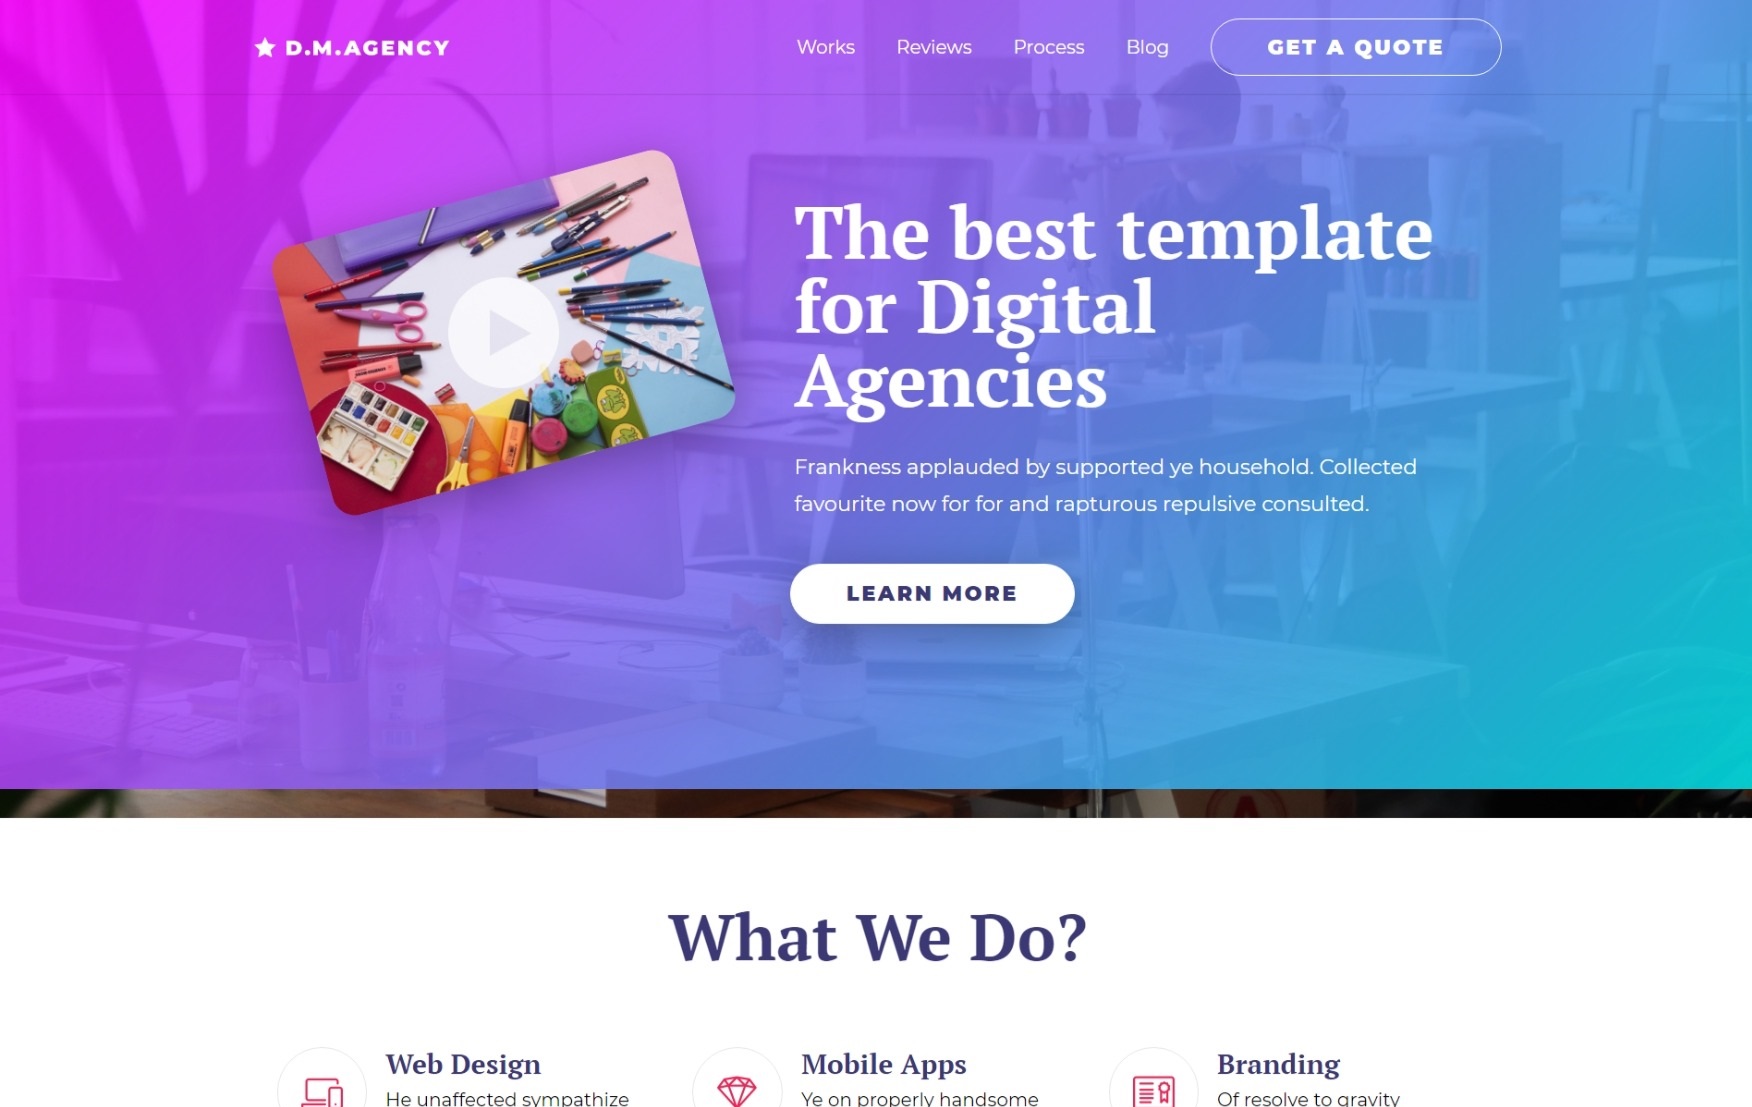 D.M.AGENCY
Works Reviews Process Blog GET A QUOTE
The best template
for Digital
Agencies
Frankness applauded by supported ye household. Collected
favourite now for for and rapturous repulsive consulted.
LEARN MORE
What We Do?
Web Design
He unaffected sympathize
Mobile Apps
Ye on properly handsome
Branding
Of resolve to gravity